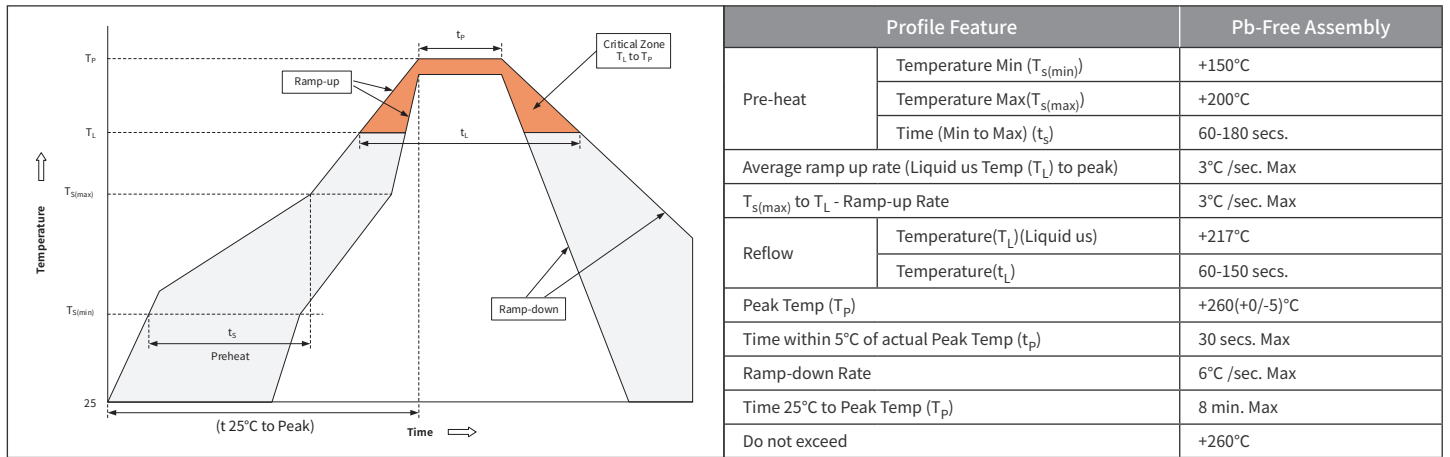 tP
Critical Zone
TL to TP
TP
Ramp-up
TL
tL
TS(max)
Temperature
TS(min)
tS
Preheat
Ramp-down
25
(t 25°C to Peak)
Time
Profile Feature Pb-Free Assembly
Pre-heat
Temperature Min (Ts(min)) +150°C
Temperature Max(Ts(max)) +200°C
Time (Min to Max) (ts) 60-180 secs.
Average ramp up rate (Liquid us Temp (TL) to peak) 3°C /sec. Max
Ts(max) to TL - Ramp-up Rate 3°C /sec. Max
Reflow
Temperature(TL)(Liquid us) +217°C
Temperature(tL) 60-150 secs.
Peak Temp (TP) +260(+0/-5)°C
Time within 5°C of actual Peak Temp (tP) 30 secs. Max
Ramp-down Rate 6°C /sec. Max
Time 25°C to Peak Temp (TP) 8 min. Max
Do not exceed +260°C